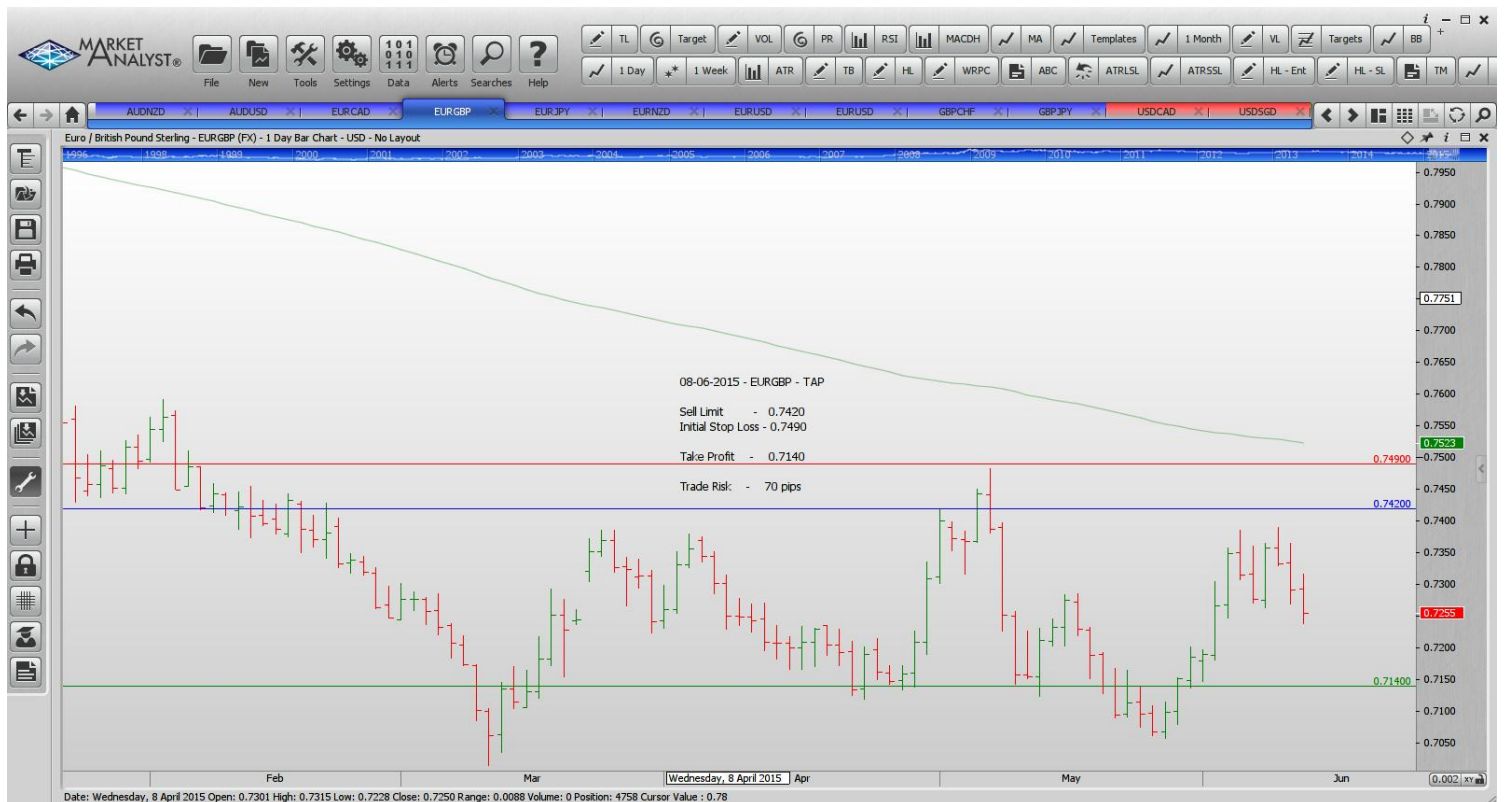 i
MARKET
ANALYST®
File New Tools Settings Data Alerts Searches Help
TL Target VOL PR RSI MACDH MA Templates 1 Month VL Targets BB
1 Day 1 Week ATR TB HL WRPC ABC ATRLSL ATRSSL HL - Ent HL - SL TM
AUDNZD AUDUSD EURCAD EURGBP EURJPY EURNZD EURUSD EURUSD GBPCHF GBPJPY USDCAD USDSGD
Euro / British Pound Sterling - EURGBP (FX) - 1 Day Bar Chart - USD - No Layout
1996 1998 1999 2000 2001 2002 2003 2004 2005 2006 2007 2008 2009 2010 2011 2012 2013 2014 2015
0.7950
0.7900
0.7850
0.7800
0.7751
0.7700
0.7650
0.7600
08-06-2015 - EURGBP - TAP
Sell Limit - 0.7420
Initial Stop Loss - 0.7490
Take Profit - 0.7140
Trade Risk - 70 pips
0.7550
0.7523
0.74900
0.7500
0.7450
0.74200
0.7400
0.7350
0.7300
0.7255
0.7200
0.7150
0.71400
0.7100
0.7050
Feb Mar Wednesday, 8 April 2015 Apr May Jun
0.002 XY
Date: Wednesday, 8 April 2015 Open: 0.7301 High: 0.7315 Low: 0.7228 Close: 0.7250 Range: 0.0088 Volume: 0 Position: 4758 Cursor Value : 0.78